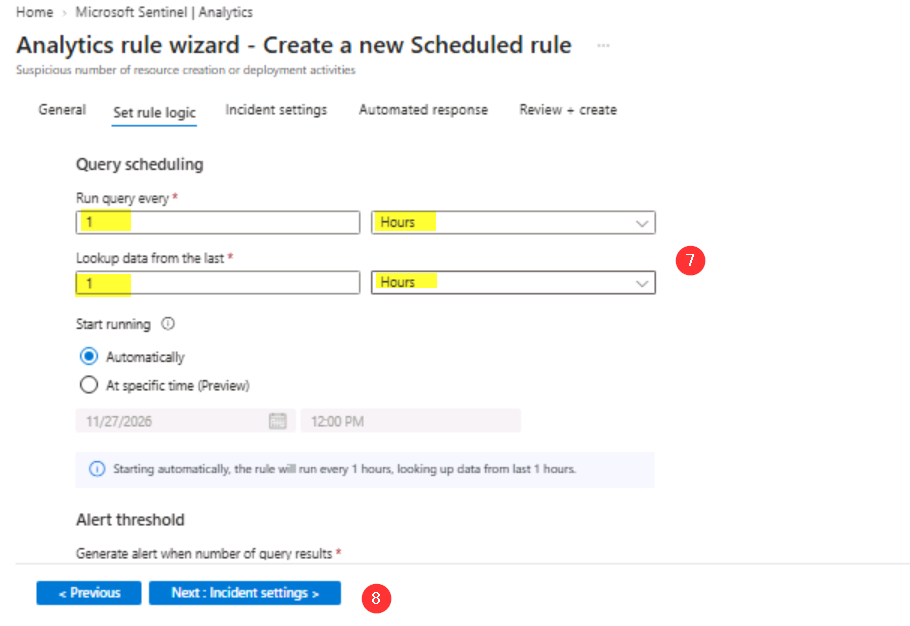 Home > Microsoft Sentinel | Analytics
Analytics rule wizard - Create a new Scheduled rule ...
Suspicious number of resource creation or deployment activities
General Set rule logic Incident settings Automated response Review + create
Query scheduling
Run query every *
1 Hours
Lookup data from the last *
7
1 Hours
Start running
Automatically
At specific time (Preview)
11/27/2026 12:00 PM
Starting automatically, the rule will run every 1 hours, looking up data from last 1 hours.
Alert threshold
Generate alert when number of query results *
< Previous Next : Incident settings > 8